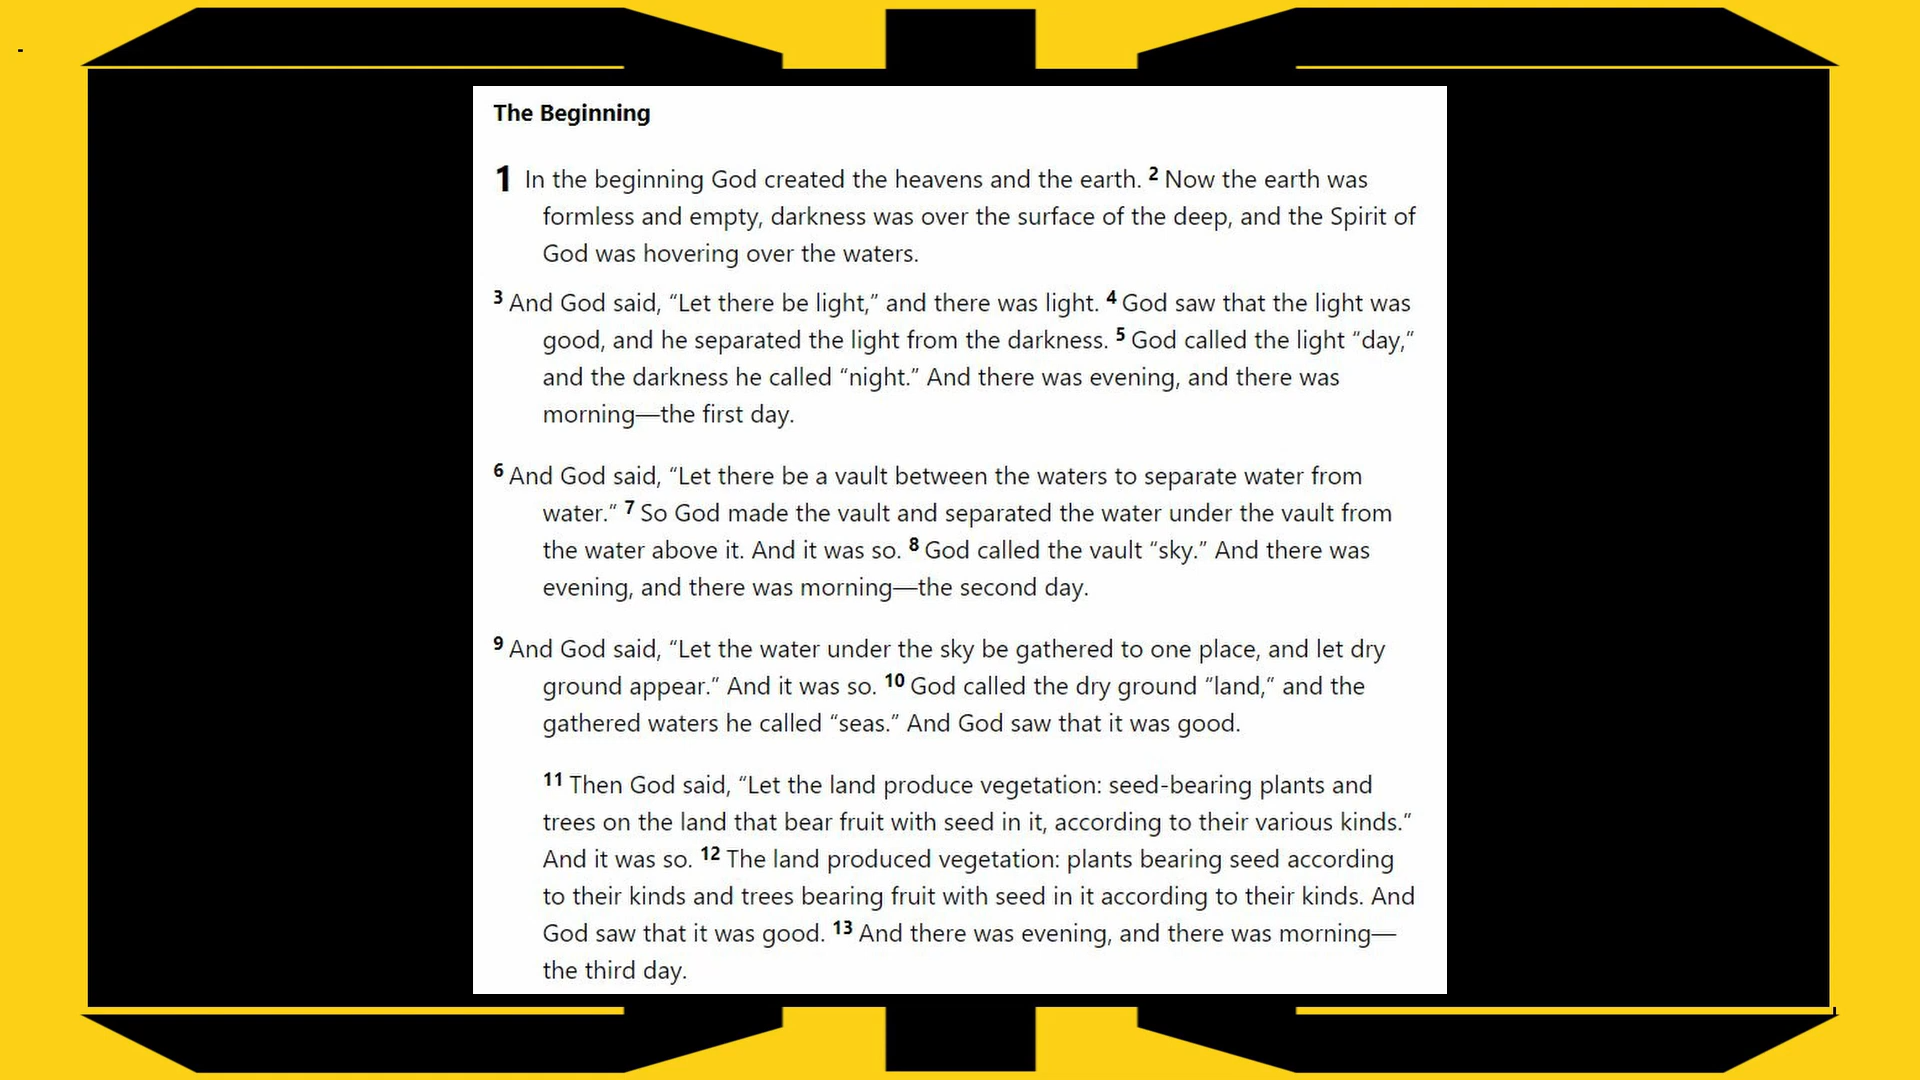 The Beginning
1 In the beginning God created the heavens and the earth. 2 Now the earth was
formless and empty, darkness was over the surface of the deep, and the Spirit of
God was hovering over the waters.
3 And God said, “Let there be light,” and there was light. 4 God saw that the light was
good, and he separated the light from the darkness. 5 God called the light “day,”
and the darkness he called “night.” And there was evening, and there was
morning—the first day.
6 And God said, “Let there be a vault between the waters to separate water from
water.” 7 So God made the vault and separated the water under the vault from
the water above it. And it was so. 8 God called the vault “sky.” And there was
evening, and there was morning—the second day.
9 And God said, “Let the water under the sky be gathered to one place, and let dry
ground appear.” And it was so. 10 God called the dry ground “land,” and the
gathered waters he called “seas.” And God saw that it was good.
11 Then God said, “Let the land produce vegetation: seed-bearing plants and
trees on the land that bear fruit with seed in it, according to their various kinds.”
And it was so. 12 The land produced vegetation: plants bearing seed according
to their kinds and trees bearing fruit with seed in it according to their kinds. And
God saw that it was good. 13 And there was evening, and there was morning—
the third day.